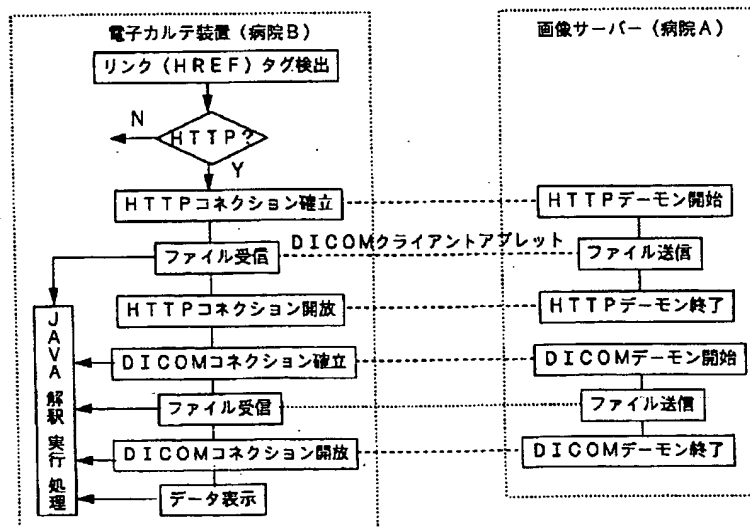 電子カルテ装置（病院B）
リンク（HREF）タグ検出
HTTP?
N
Y
HTTPコネクション確立
ファイル受信
HTTPコネクション開放
DICOMコネクション確立
ファイル受信
DICOMコネクション開放
データ表示
JAVA 解釈 実行 処理
DICOMクライアントアプレット
画像サーバー（病院A）
HTTPデーモン開始
ファイル送信
HTTPデーモン終了
DICOMデーモン開始
ファイル送信
DICOMデーモン終了